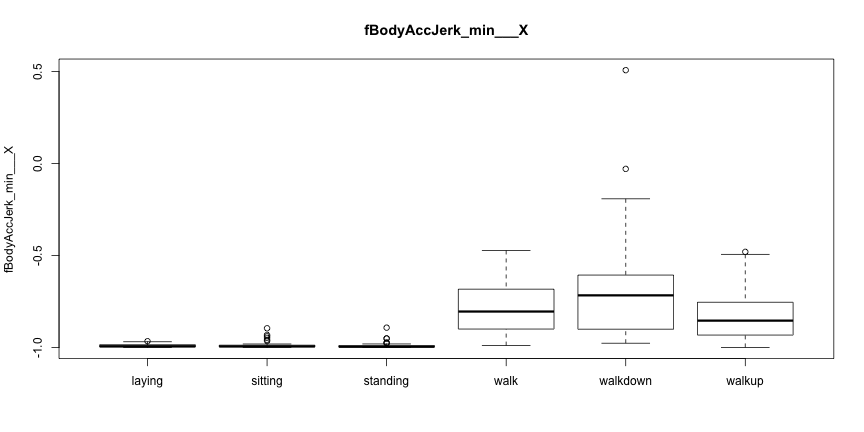 fBodyAccJerk_min___X
fBodyAccJerk_min___X
0.5
0.0
-0.5
-1.0
laying sitting standing walk walkdown walkup